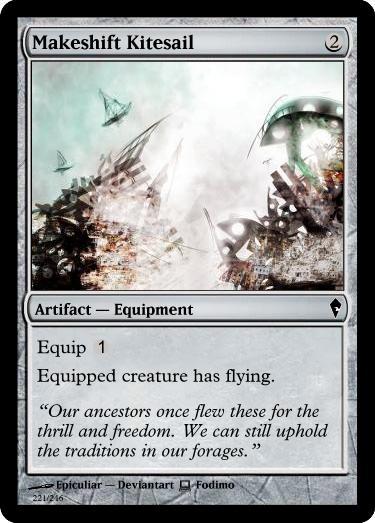 Makeshift Kitesail 2
Artifact — Equipment
Equip 1
Equipped creature has flying.
“Our ancestors once flew these for the
thrill and freedom. We can still uphold
the traditions in our forages.”
Epiculiar — Deviantart Fodimo
221/246